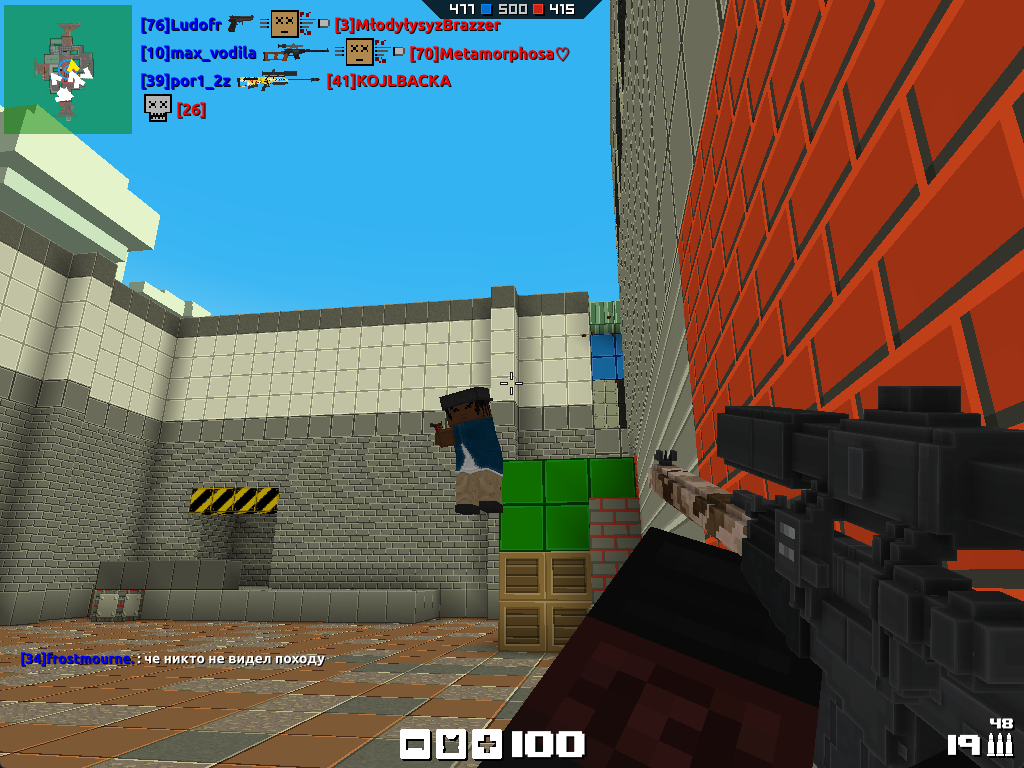 477 500 415
[76]Ludofr [3]MłodyłysyzBrazzer
[10]max_vodila [70]Metamorphosa♡
[39]por1_2z [41]KOJLBACKA
[26]
[34]frostmourne. : че никто не видел походу
100
48
19